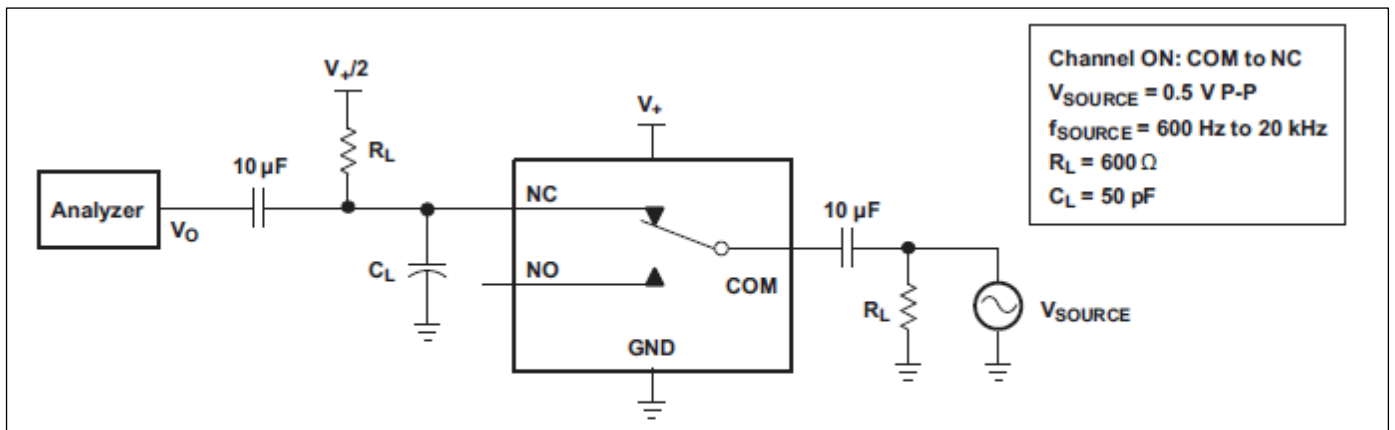 V+/2
RL
10 µF
Analyzer
VO
CL
V+
NC
NO
COM
GND
10 µF
RL
VSOURCE
Channel ON: COM to NC
VSOURCE = 0.5 V P-P
fSOURCE = 600 Hz to 20 kHz
RL = 600 Ω
CL = 50 pF